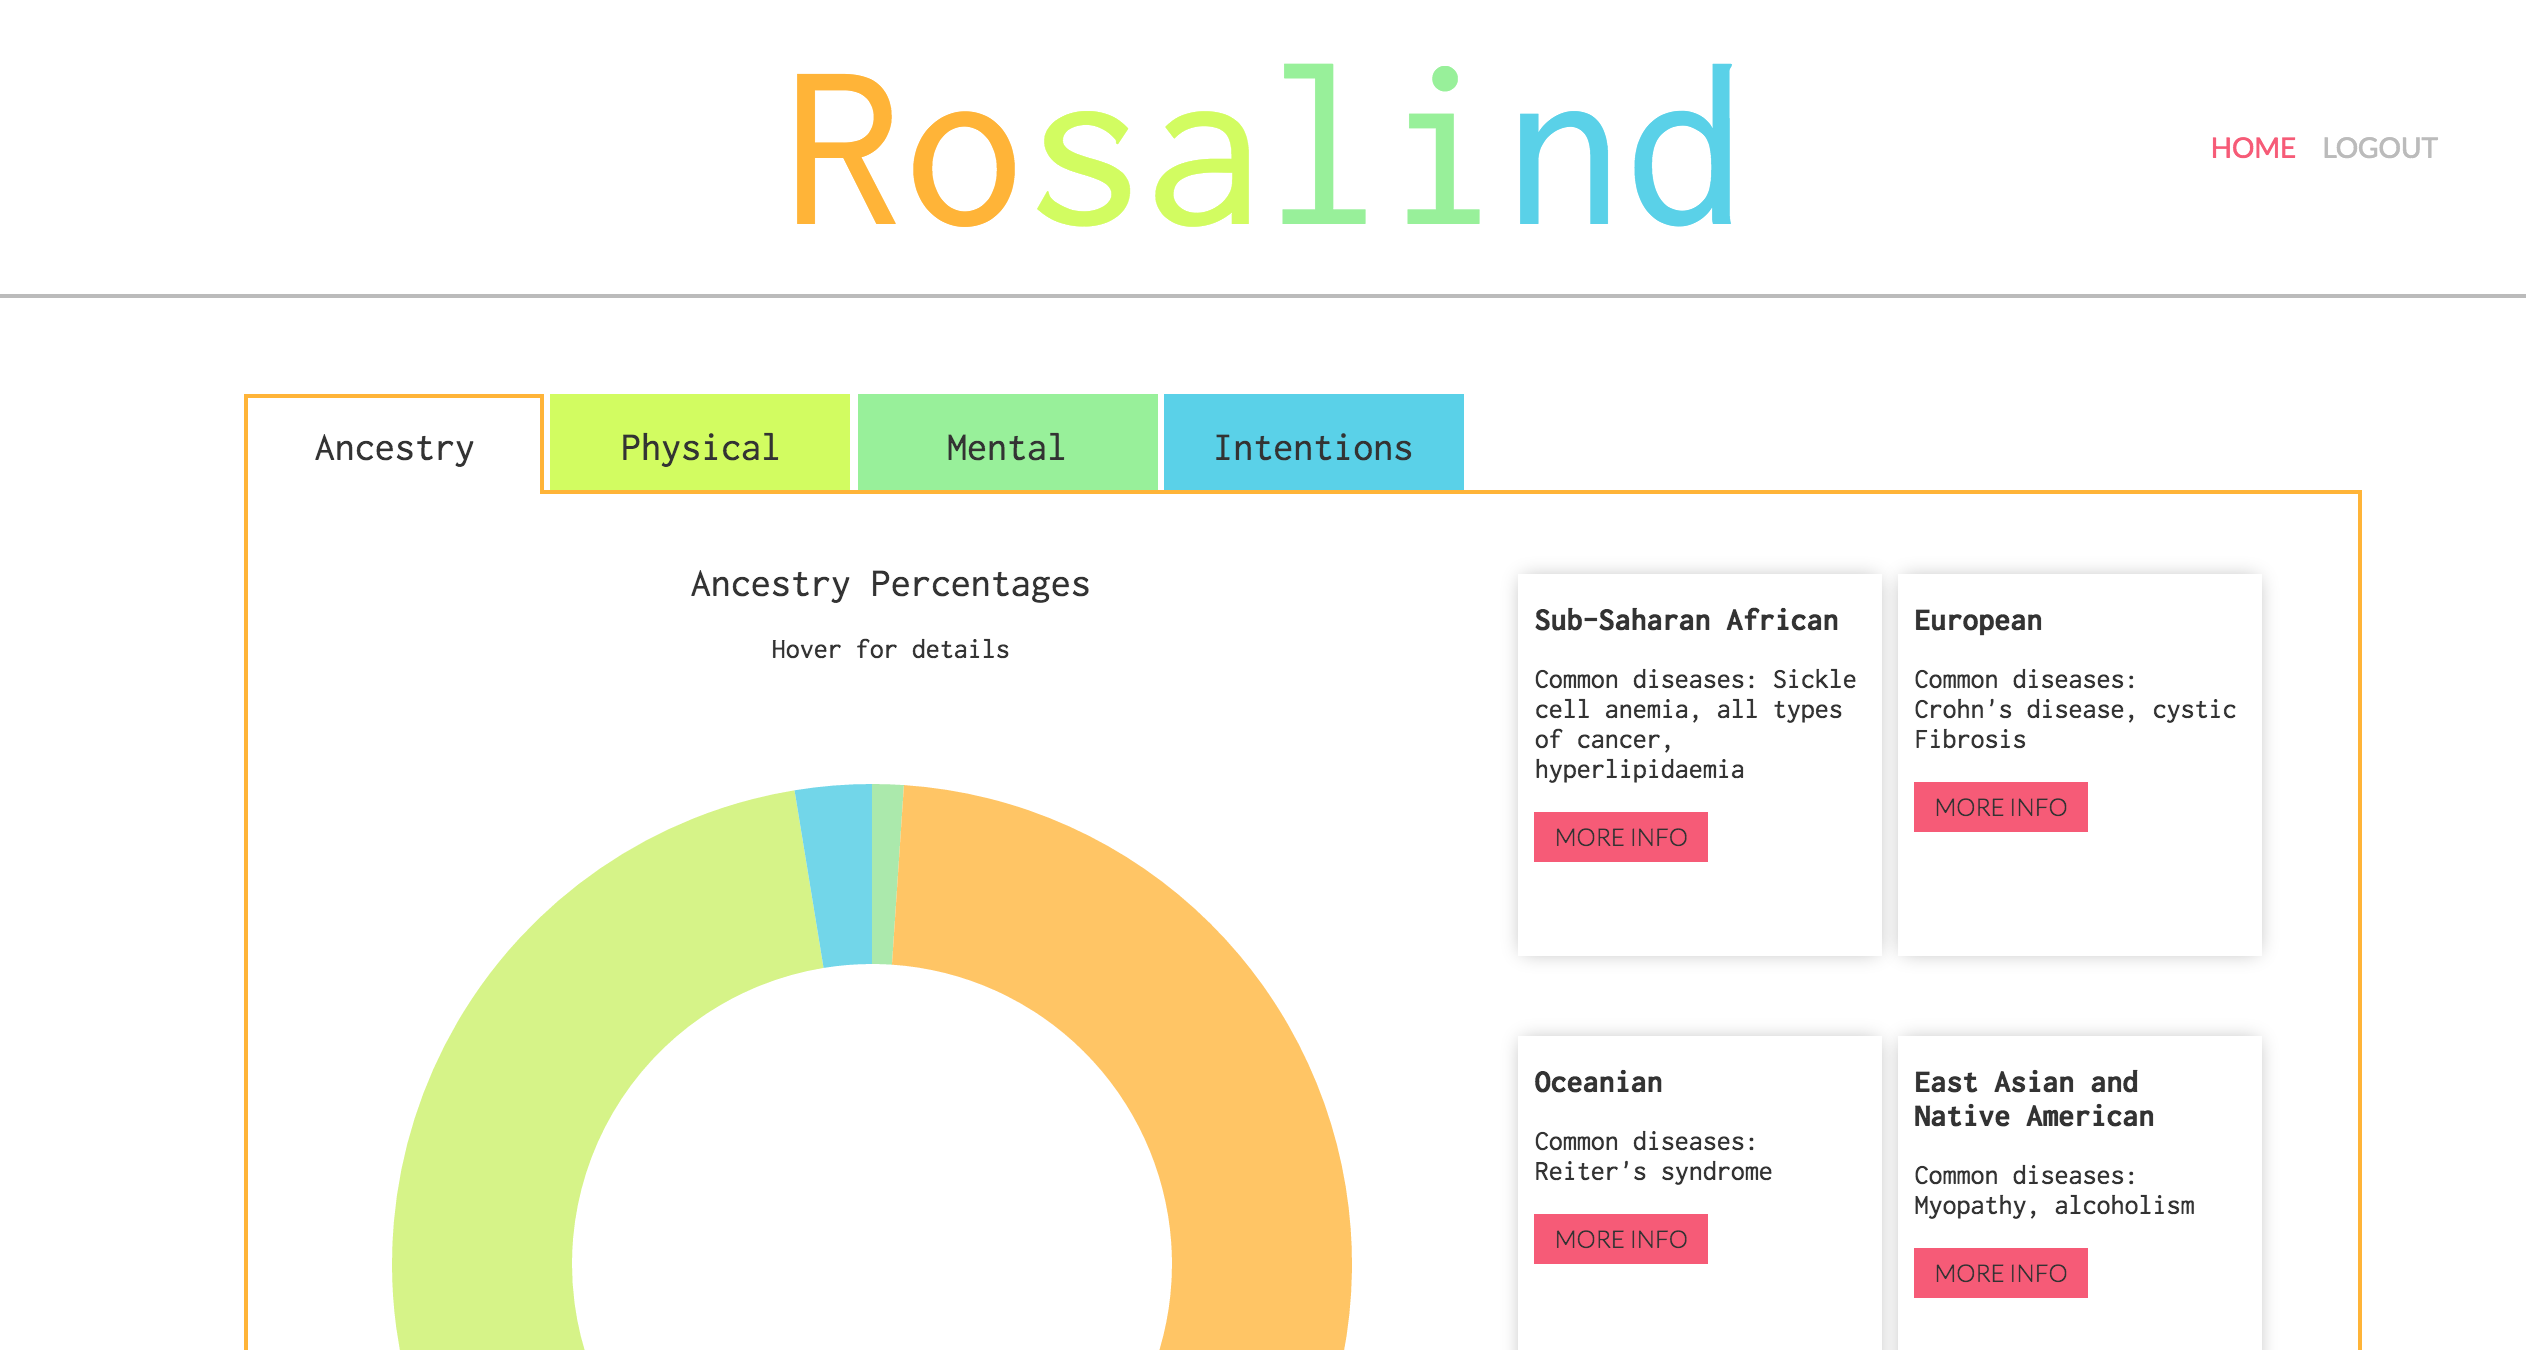 Rosalind
HOME LOGOUT
Ancestry Physical Mental Intentions
Ancestry Percentages
Hover for details
Sub-Saharan African
Common diseases: Sickle
cell anemia, all types
of cancer,
hyperlipidaemia
MORE INFO
European
Common diseases:
Crohn's disease, cystic
Fibrosis
MORE INFO
Oceanian
Common diseases:
Reiter's syndrome
MORE INFO
East Asian and
Native American
Common diseases:
Myopathy, alcoholism
MORE INFO